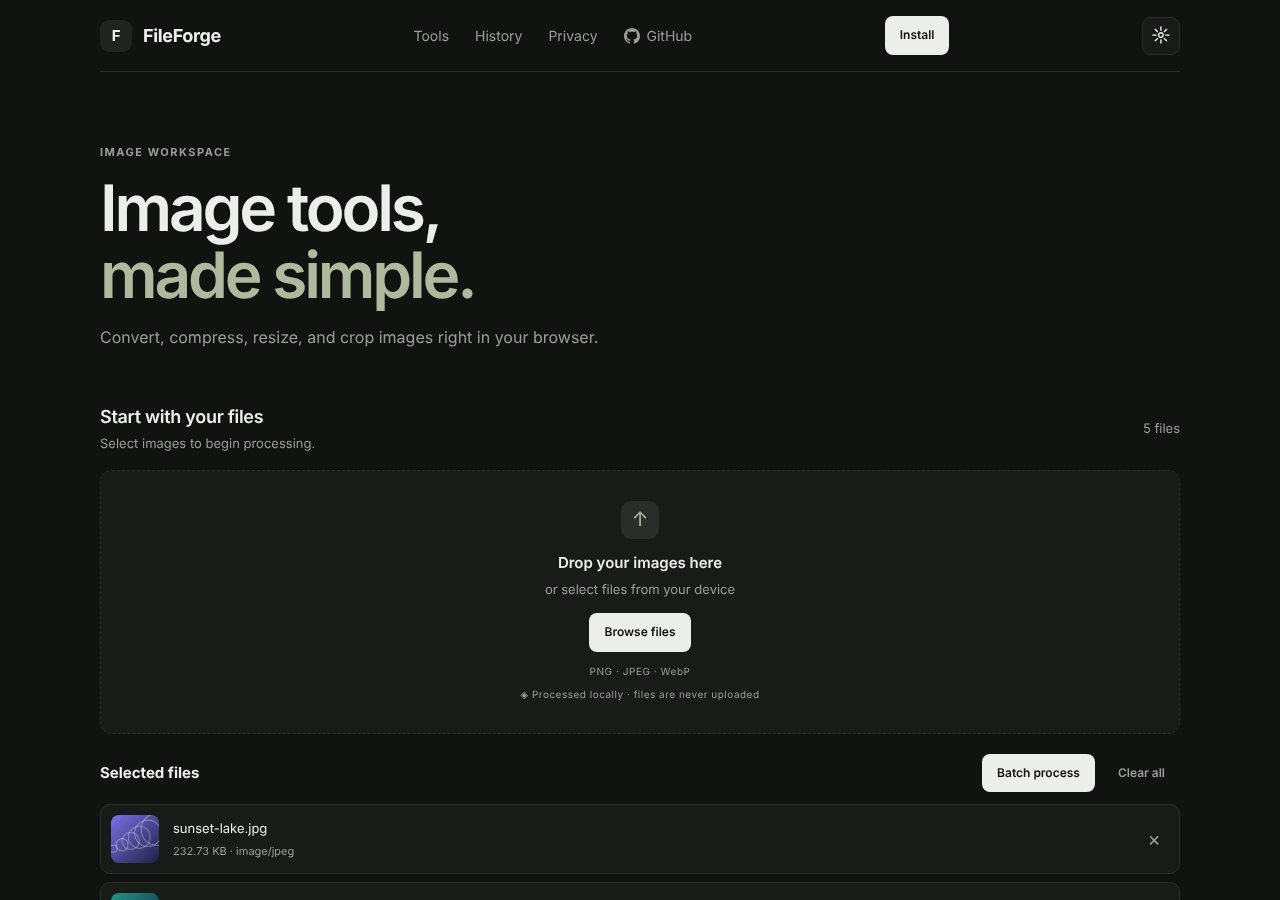 F FileForge Tools History Privacy GitHub Install
IMAGE WORKSPACE
Image tools,
made simple.
Convert, compress, resize, and crop images right in your browser.
Start with your files
5 files
Select images to begin processing.
Drop your images here
or select files from your device
Browse files
PNG · JPEG · WebP
◈ Processed locally · files are never uploaded
Selected files Batch process Clear all
sunset-lake.jpg
232.73 KB · image/jpeg